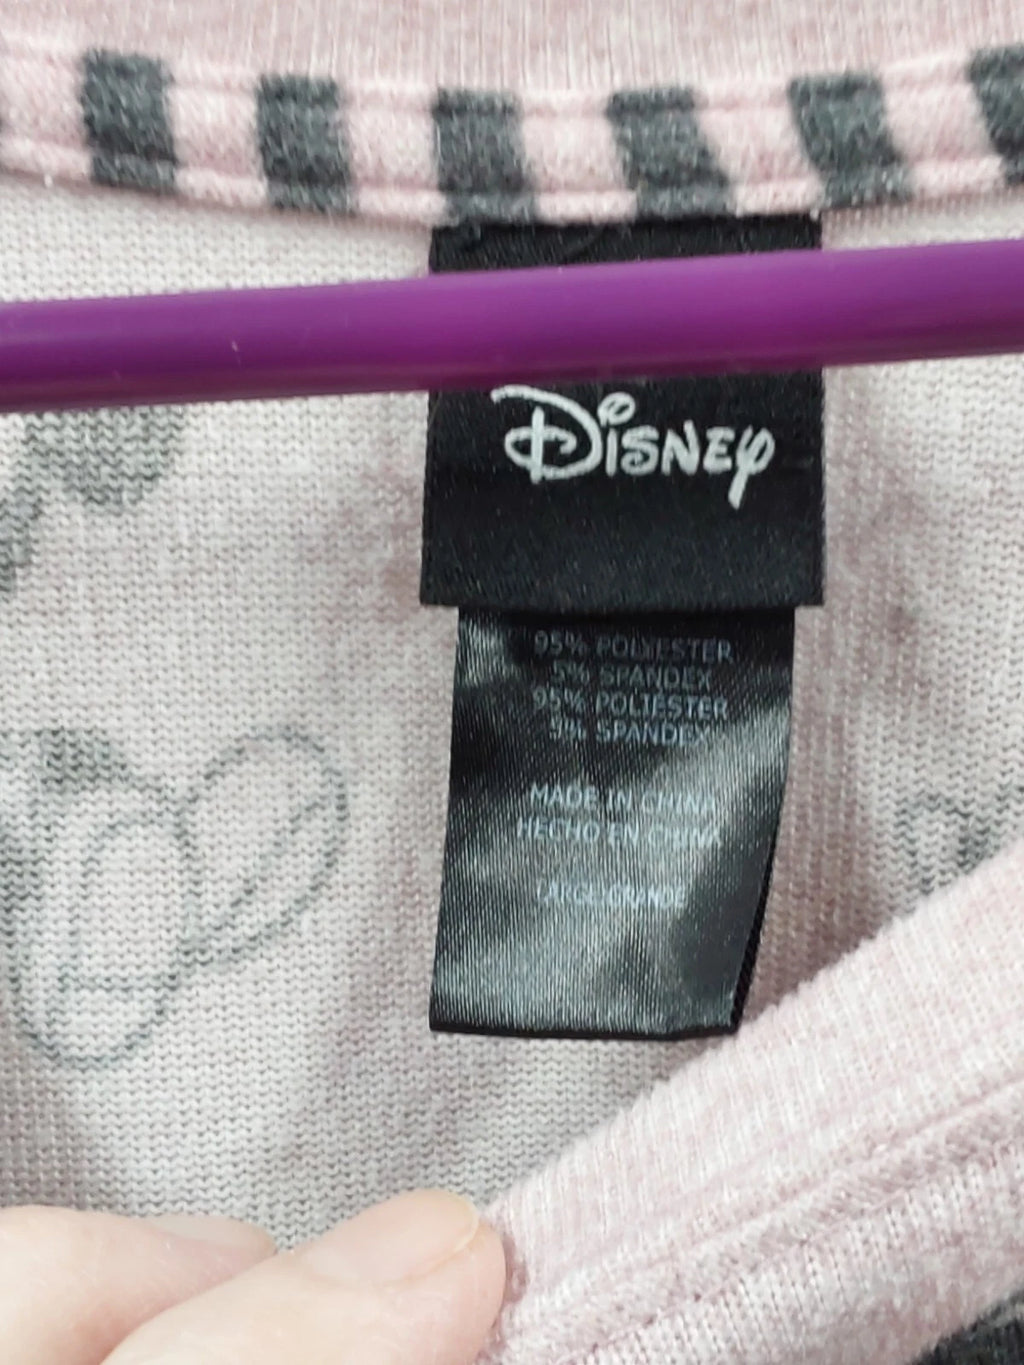 Disney
95% POLYESTER
5% SPANDEX
95% POLIESTER
5% SPANDEX
MADE IN CHINA
HECHO EN CHINA
LARGE/GRANDE